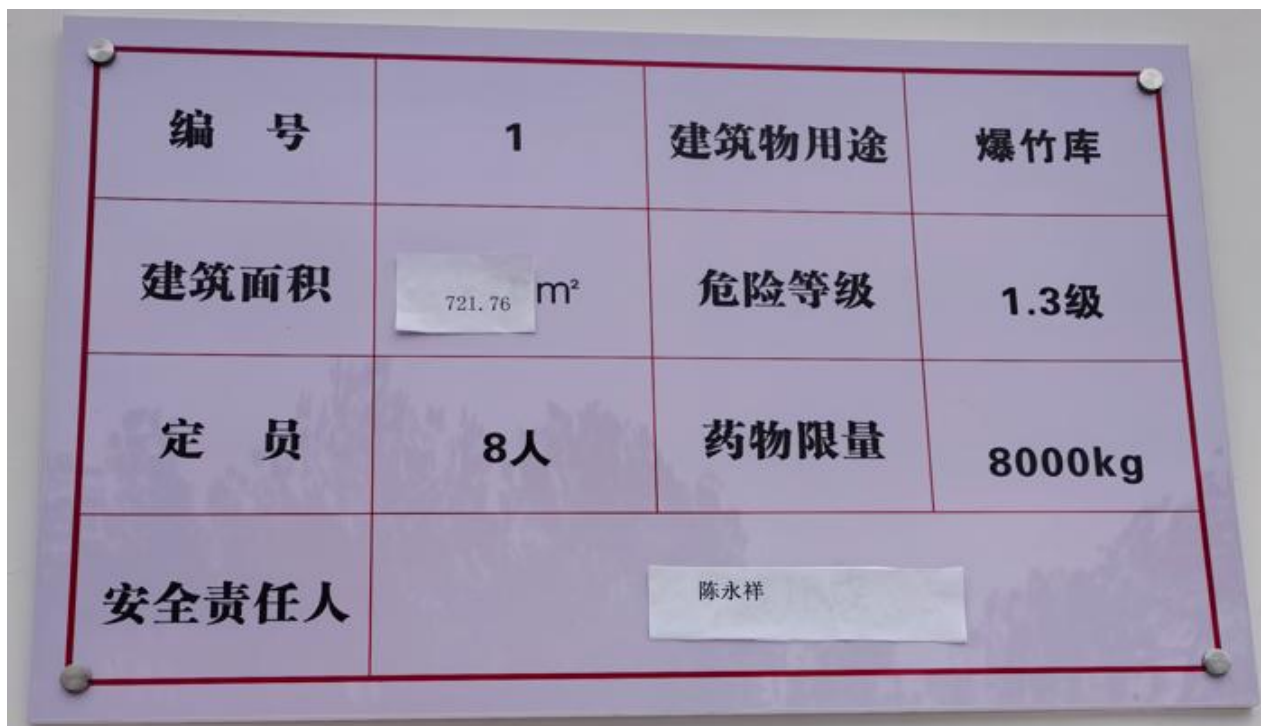 编 号 1 建筑物用途 爆竹库
建筑面积 721.76 m² 危险等级 1.3级
定 员 8人 药物限量 8000kg
安全责任人 陈永祥